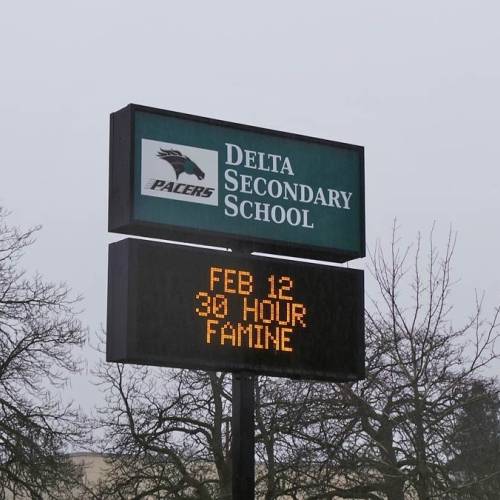 PACERS
DELTA
SECONDARY
SCHOOL
FEB 12
30 HOUR
FAMINE